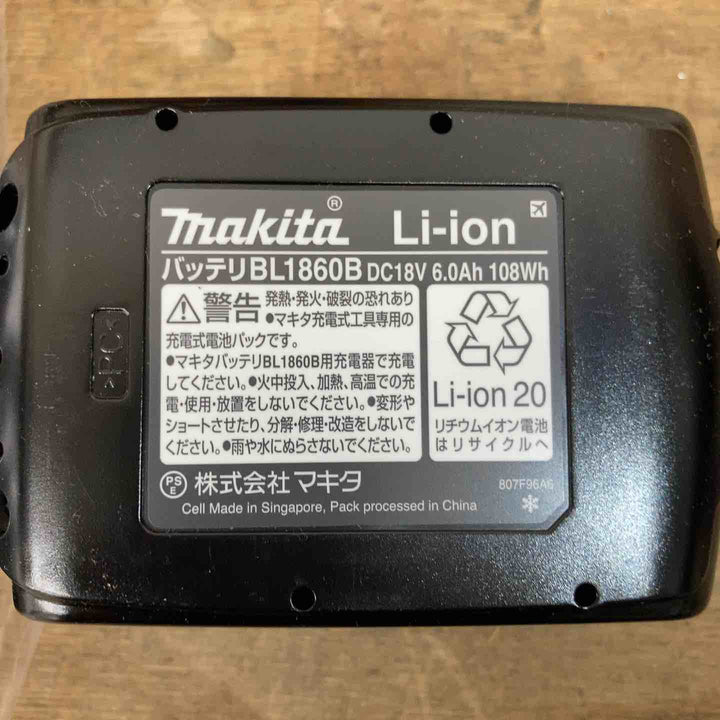 makita® Li-ion
バッテリBL1860B DC18V 6.0Ah 108Wh
警告 発熱・発火・破裂の恐れあり
●マキタ充電式工具専用の
充電式電池パックです。
●マキタバッテリBL1860B用充電器で充電
してください。●火中投入、加熱、高温での充
電・使用・放置をしないでください。●変形や
ショートさせたり、分解・修理・改造をしないで
ください。●雨や水にぬらさないでください。
Li-ion 20
リチウムイオン電池
はリサイクルへ
PS
E
株式会社 マキタ
807F96A6
Cell Made in Singapore, Pack processed in China
>PC<